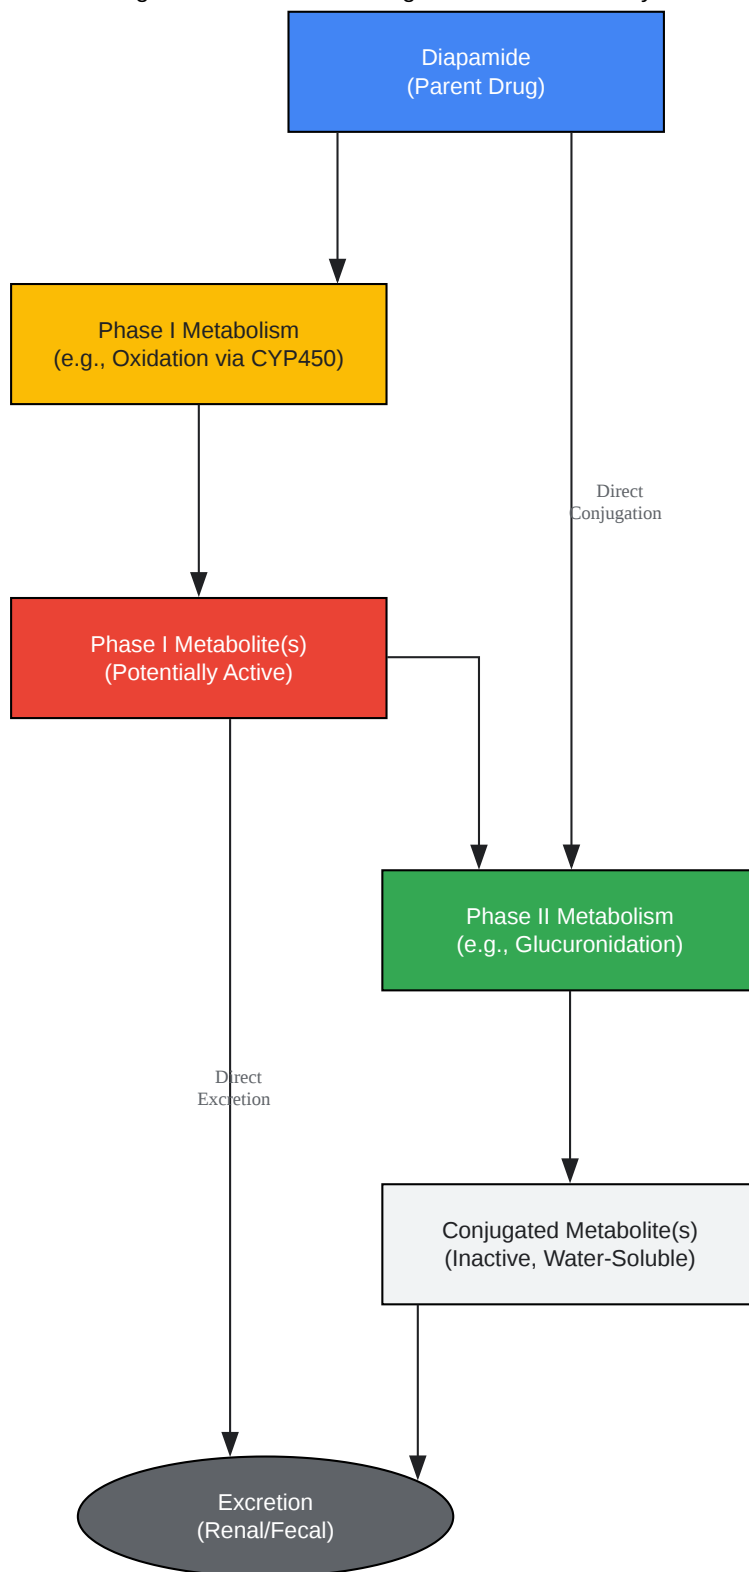 Diapamide
(Parent Drug)
Phase I Metabolism
(e.g., Oxidation via CYP450)
Direct
Conjugation
Phase I Metabolite(s)
(Potentially Active)
Phase II Metabolism
(e.g., Glucuronidation)
Direct
Excretion
Conjugated Metabolite(s)
(Inactive, Water-Soluble)
Excretion
(Renal/Fecal)